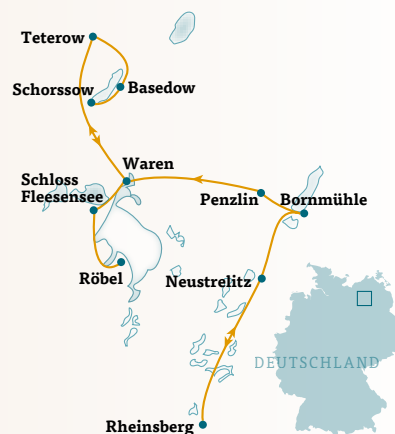 Teterow
Schorssow
Basedow
Waren
Schloss
Fleesensee
Penzlin
Bornmühle
Röbel
Neustrelitz
DEUTSCHLAND
Rheinsberg